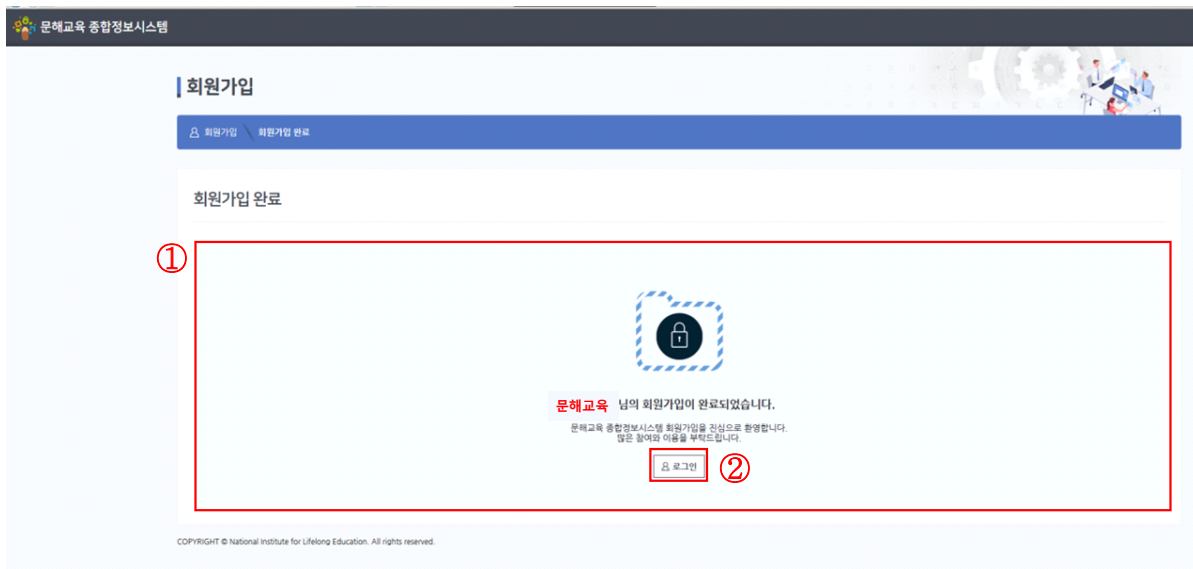 문해교육 종합정보시스템
회원가입
회원가입 회원가입 완료
회원가입 완료
①
문해교육 님의 회원가입이 완료되었습니다.
문해교육 종합정보시스템 회원가입을 진심으로 환영합니다.
많은 참여와 이용을 부탁드립니다.
로그인 ②
COPYRIGHT © National Institute for Lifelong Education. All rights reserved.